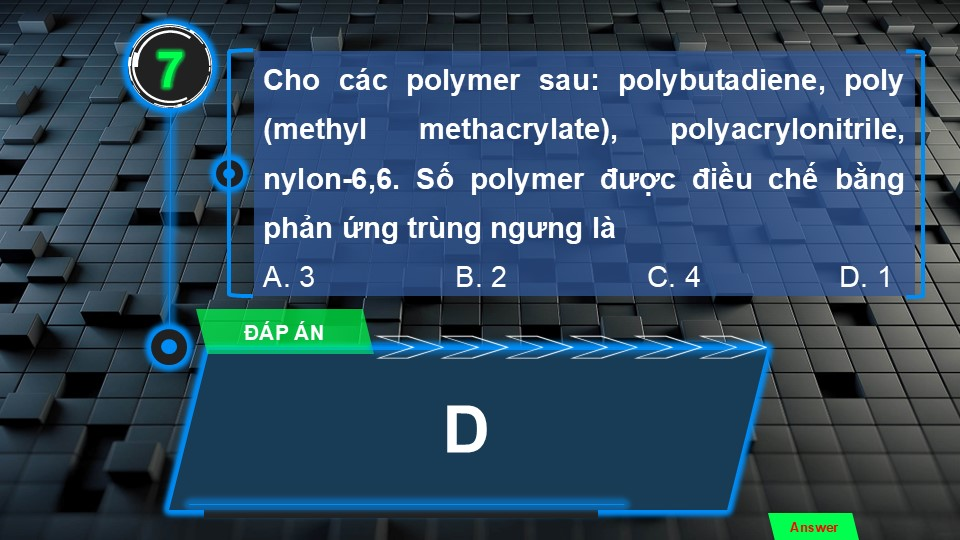 7
Cho các polymer sau: polybutadiene, poly
(methyl methacrylate), polyacrylonitrile,
nylon-6,6. Số polymer được điều chế bằng
phản ứng trùng ngưng là
A. 3 B. 2 C. 4 D. 1
ĐÁP ÁN
D
Answer